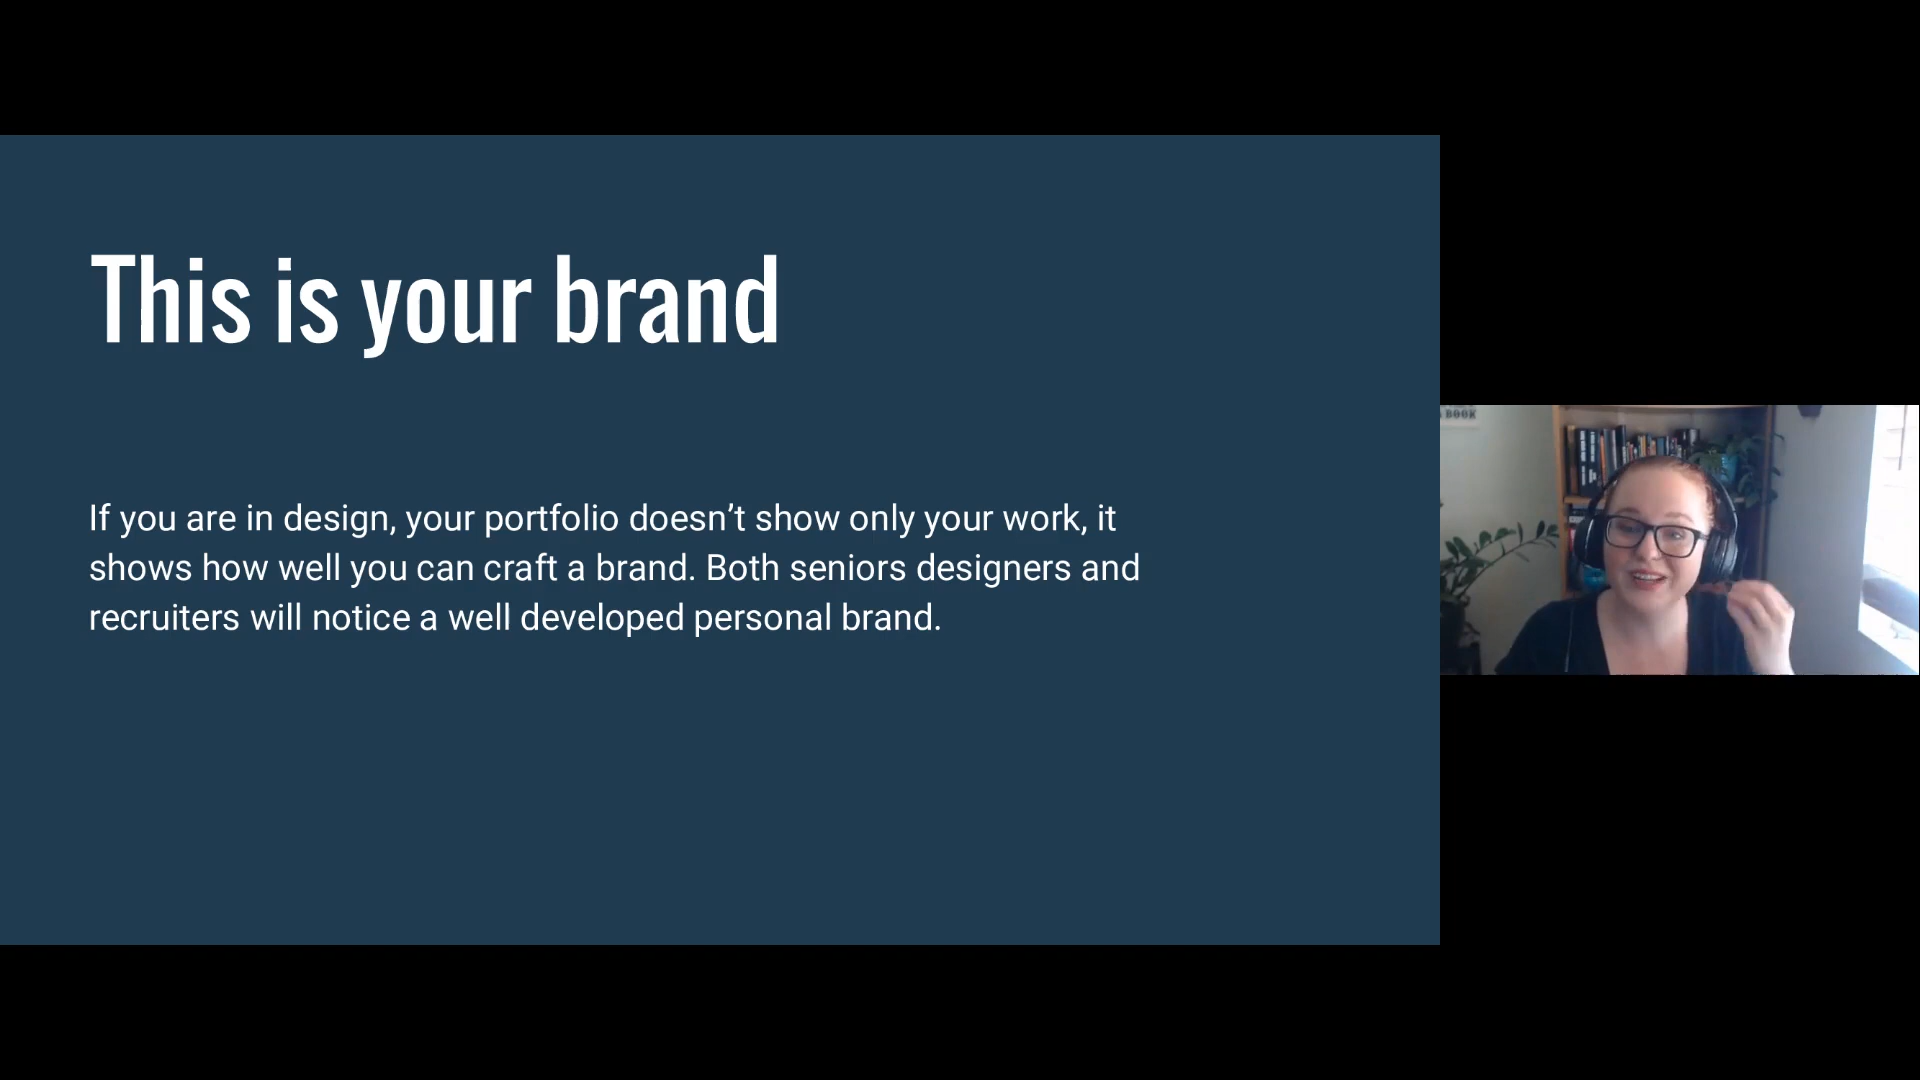 This is your brand
If you are in design, your portfolio doesn’t show only your work, it
shows how well you can craft a brand. Both seniors designers and
recruiters will notice a well developed personal brand.
BOOK